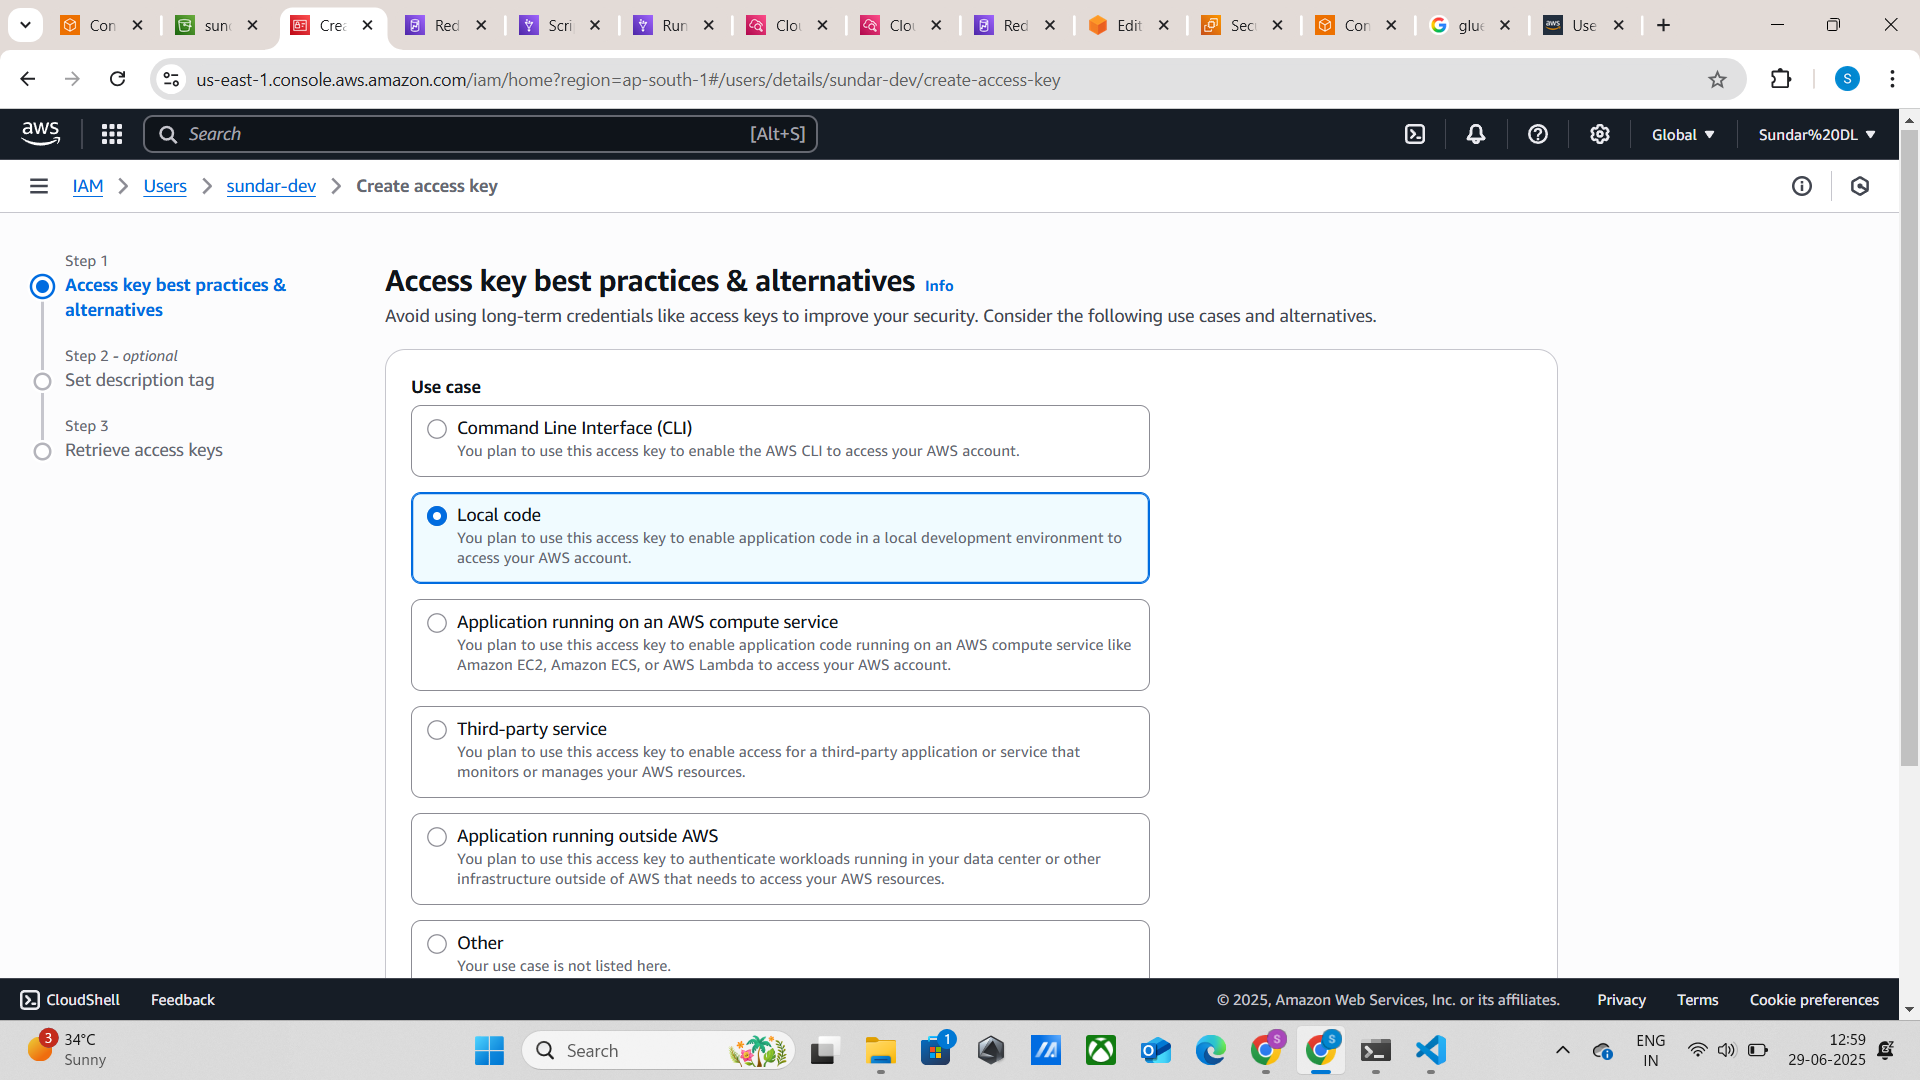 Con
sund
Crea
Red
Scri
Run
Clou
Clou
Red
Edit
Secu
Con
glue
Use
us-east-1.console.aws.amazon.com/iam/home?region=ap-south-1#/users/details/sundar-dev/create-access-key
S
aws
Search
[Alt+S]
Global
Sundar%20DL
IAM
Users
sundar-dev
Create access key
Step 1
Access key best practices &
alternatives
Step 2 - optional
Set description tag
Step 3
Retrieve access keys
Access key best practices & alternatives Info
Avoid using long-term credentials like access keys to improve your security. Consider the following use cases and alternatives.
Use case
Command Line Interface (CLI)
You plan to use this access key to enable the AWS CLI to access your AWS account.
Local code
You plan to use this access key to enable application code in a local development environment to
access your AWS account.
Application running on an AWS compute service
You plan to use this access key to enable application code running on an AWS compute service like
Amazon EC2, Amazon ECS, or AWS Lambda to access your AWS account.
Third-party service
You plan to use this access key to enable access for a third-party application or service that
monitors or manages your AWS resources.
Application running outside AWS
You plan to use this access key to authenticate workloads running in your data center or other
infrastructure outside of AWS that needs to access your AWS resources.
Other
Your use case is not listed here.
CloudShell
Feedback
© 2025, Amazon Web Services, Inc. or its affiliates.
Privacy
Terms
Cookie preferences
3
34°C
Sunny
Search
1
S
S
ENG
IN
12:59
29-06-2025